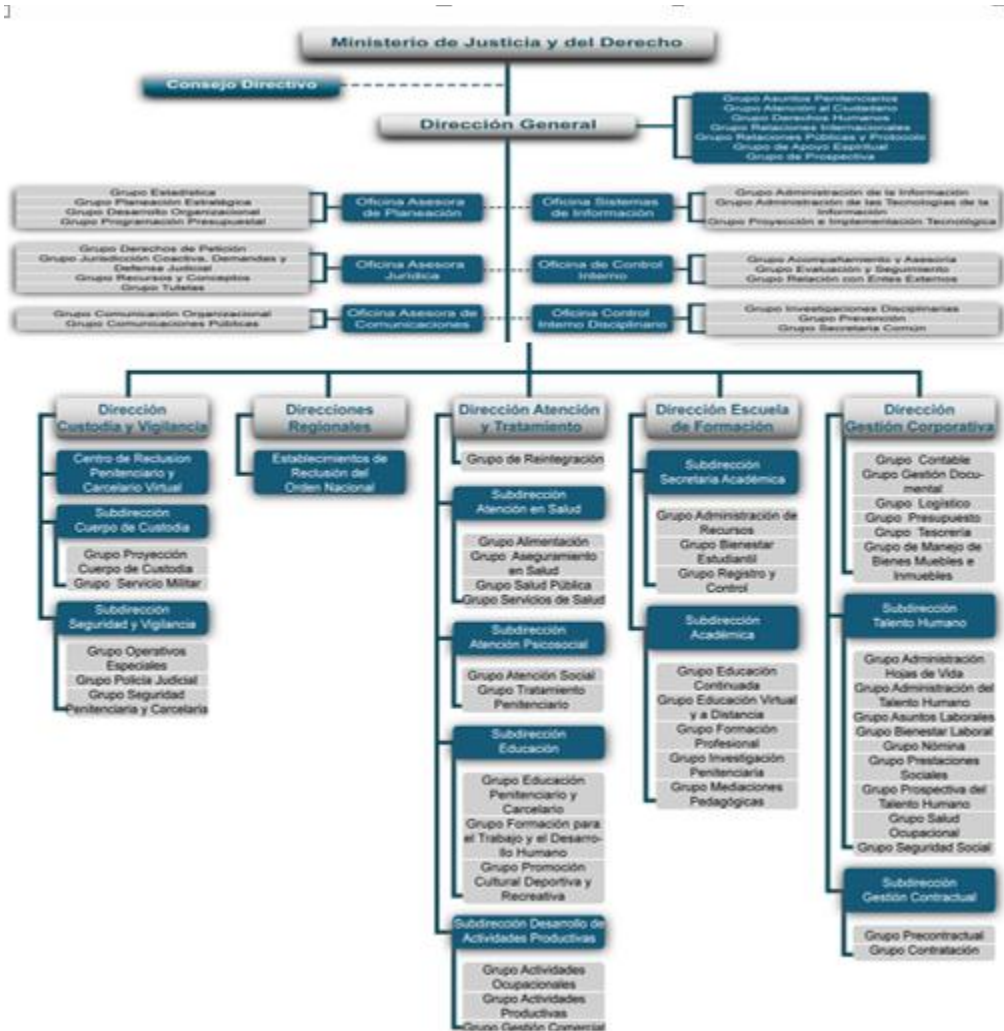 Ministerio de Justicia y del Derecho
Consejo Directivo
Dirección General
Grupo Asuntos Penitenciarios
Grupo Atención al Ciudadano
Grupo Derechos Humanos
Grupo Relaciones Internacionales
Grupo Relaciones Públicas y Protocolo
Grupo de Apoyo Espiritual
Grupo de Prospectiva
Grupo Estadística
Grupo Planeación Estratégica
Grupo Desarrollo Organizacional
Grupo Programación Presupuestal
Oficina Asesora
de Planeación
Oficina Sistemas
de Información
Grupo Administración de la Información
Grupo Administración de las Tecnologías de la
Información
Grupo Proyección e Implementación Tecnológica
Grupo Derechos de Petición
Grupo Jurisdicción Coactiva, Demandas y
Defensa Judicial
Grupo Recursos y Conceptos
Grupo Tutelas
Oficina Asesora
Jurídica
Oficina de Control
Interno
Grupo Acompañamiento y Asesoría
Grupo Evaluación y Seguimiento
Grupo Relación con Entes Externos
Grupo Comunicación Organizacional
Grupo Comunicaciones Públicas
Oficina Asesora de
Comunicaciones
Oficina Control
Interno Disciplinario
Grupo Investigaciones Disciplinarias
Grupo Prevención
Grupo Secretaria Común
Dirección
Custodia y Vigilancia
Centro de Reclusion
Penitenciario y
Carcelario Virtual
Subdirección
Cuerpo de Custodia
Grupo Proyección
Cuerpo de Custodia
Grupo Servicio Militar
Subdirección
Seguridad y Vigilancia
Grupo Operativos
Especiales
Grupo Policía Judicial
Grupo Seguridad
Penitenciaria y Carcelaria
Direcciones
Regionales
Establecimientos de
Reclusión del
Orden Nacional
Dirección Atención
y Tratamiento
Grupo de Reintegración
Subdirección
Atención en Salud
Grupo Alimentación
Grupo Aseguramiento
en Salud
Grupo Salud Pública
Grupo Servicios de Salud
Subdirección
Atención Psicosocial
Grupo Atención Social
Grupo Tratamiento
Penitenciario
Subdirección
Educación
Grupo Educación
Penitenciario y
Carcelario
Grupo Formación para
el Trabajo y el Desarro-
llo Humano
Grupo Promoción
Cultural Deportiva y
Recreativa
Subdirección Desarrollo de
Actividades Productivas
Grupo Actividades
Ocupacionales
Grupo Actividades
Productivas
Grupo Gestión Comercial
Dirección Escuela
de Formación
Subdirección
Secretaria Académica
Grupo Administración de
Recursos
Grupo Bienestar
Estudiantil
Grupo Registro y
Control
Subdirección
Académica
Grupo Educación
Continuada
Grupo Educación Virtual
y a Distancia
Grupo Formación
Profesional
Grupo Investigación
Penitenciaria
Grupo Mediaciones
Pedagógicas
Dirección
Gestión Corporativa
Grupo Contable
Grupo Gestión Docu-
mental
Grupo Logístico
Grupo Presupuesto
Grupo Tesorería
Grupo de Manejo de
Bienes Muebles e
Inmuebles
Subdirección
Talento Humano
Grupo Administración
Hojas de Vida
Grupo Administración del
Talento Humano
Grupo Asuntos Laborales
Grupo Bienestar Laboral
Grupo Nómina
Grupo Prestaciones
Sociales
Grupo Prospectiva del
Talento Humano
Grupo Salud
Ocupacional
Grupo Seguridad Social
Subdirección
Gestión Contractual
Grupo Precontractual
Grupo Contratación